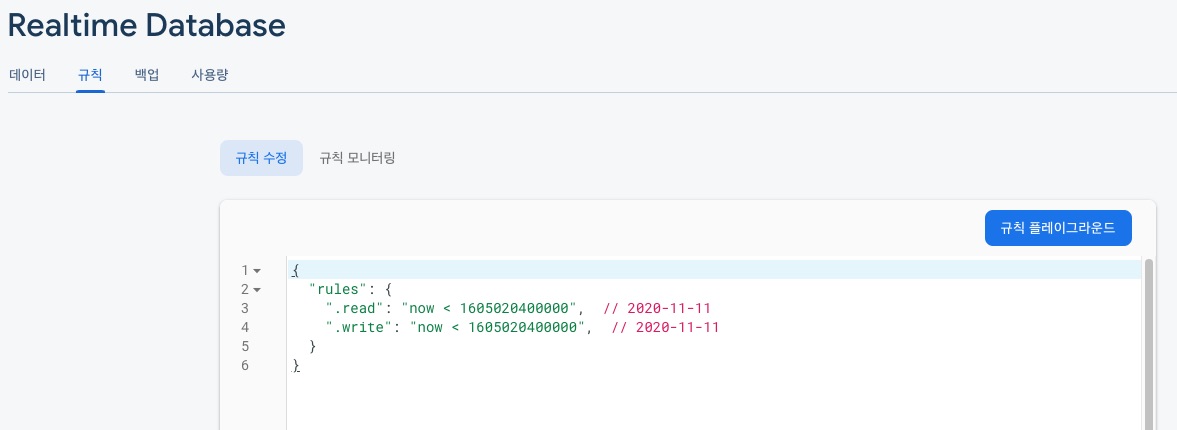 Realtime Database
데이터 규칙 백업 사용량
규칙 수정 규칙 모니터링
규칙 플레이그라운드
1 {
2 "rules": {
3 ".read": "now < 1605020400000", // 2020-11-11
4 ".write": "now < 1605020400000", // 2020-11-11
5 }
6 }